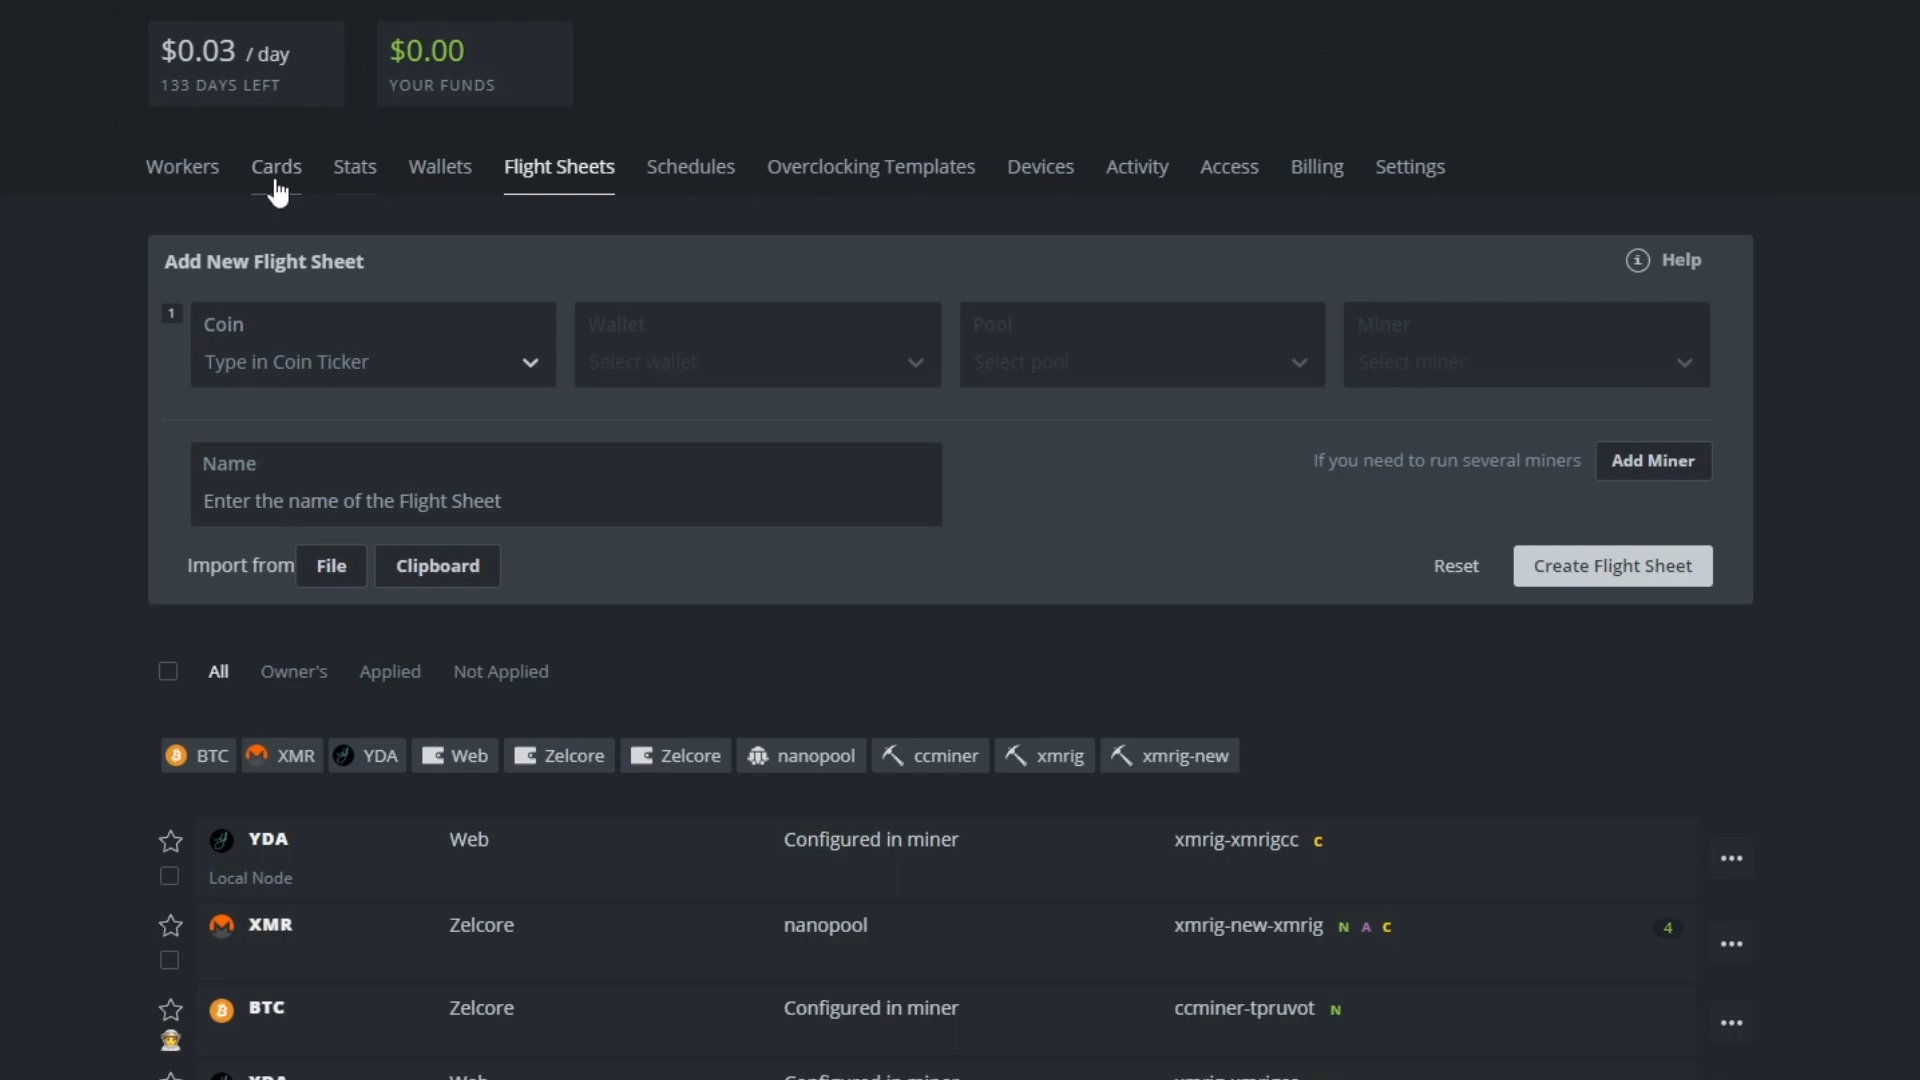 $0.03 / day
133 DAYS LEFT
$0.00
YOUR FUNDS
Workers Cards Stats Wallets Flight Sheets Schedules Overclocking Templates Devices Activity Access Billing Settings
Add New Flight Sheet
Help
1
Coin
Type in Coin Ticker
Wallet
Select wallet
Pool
Select pool
Miner
Select miner
Name
Enter the name of the Flight Sheet
If you need to run several miners Add Miner
Import from File Clipboard
Reset Create Flight Sheet
All Owner's Applied Not Applied
BTC XMR YDA Web Zelcore Zelcore nanopool ccminer xmrig xmrig-new
YDA Web Configured in miner xmrig-xmrigcc C
Local Node
XMR Zelcore nanopool xmrig-new-xmrig N A C 4
BTC Zelcore Configured in miner ccminer-tpruvot N